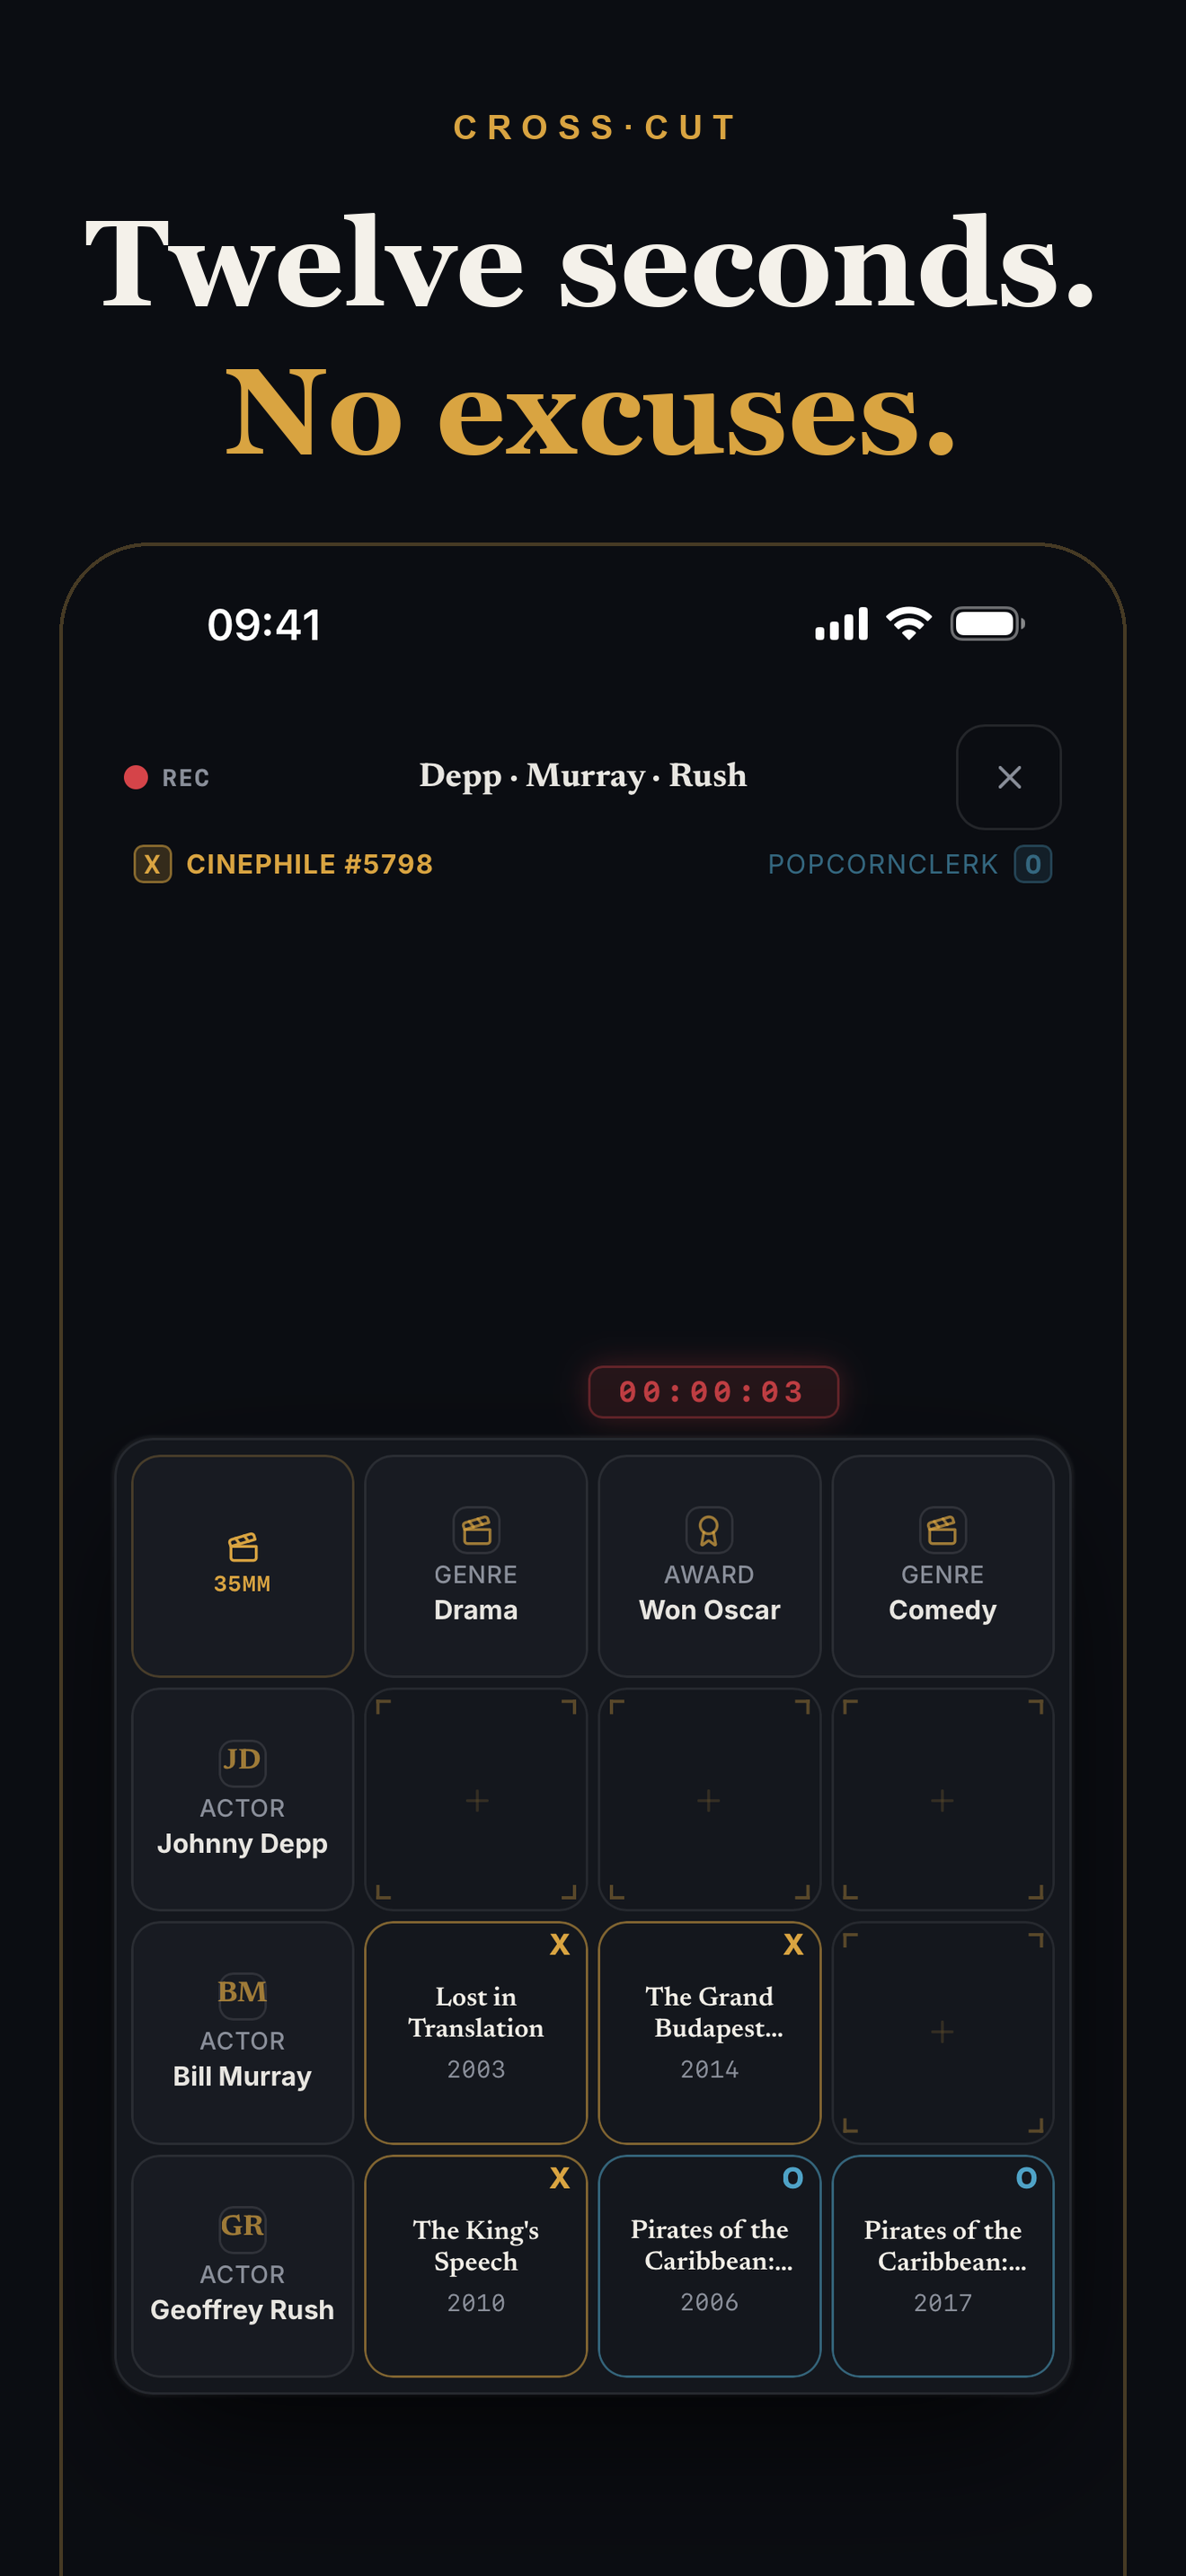 CROSS·CUT
Twelve seconds.
No excuses.
09:41
REC
Depp · Murray · Rush
X CINEPHILE #5798
POPCORNCLERK O
00:00:03
35MM
GENRE
Drama
AWARD
Won Oscar
GENRE
Comedy
JD
ACTOR
Johnny Depp
BM
ACTOR
Bill Murray
X
Lost in
Translation
2003
X
The Grand
Budapest...
2014
GR
ACTOR
Geoffrey Rush
X
The King's
Speech
2010
O
Pirates of the
Caribbean:...
2006
O
Pirates of the
Caribbean:...
2017